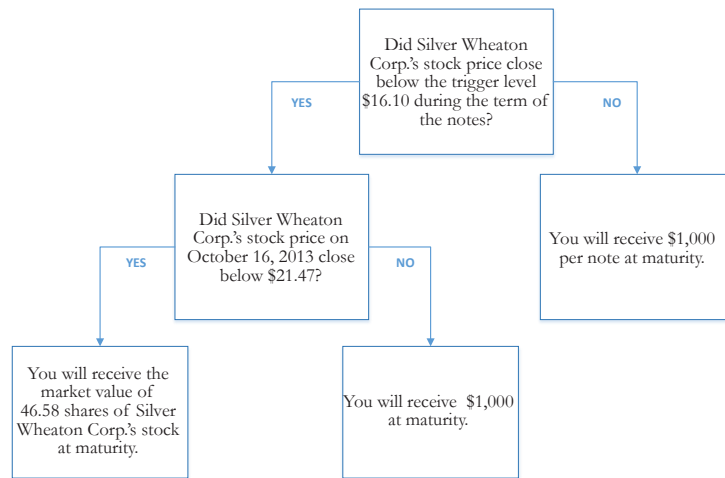 Did Silver Wheaton
Corp.'s stock price close
below the trigger level
$16.10 during the term of
the notes?
YES
NO
Did Silver Wheaton
Corp.'s stock price on
October 16, 2013 close
below $21.47?
You will receive $1,000
per note at maturity.
YES
NO
You will receive the
market value of
46.58 shares of Silver
Wheaton Corp.'s stock
at maturity.
You will receive $1,000
at maturity.